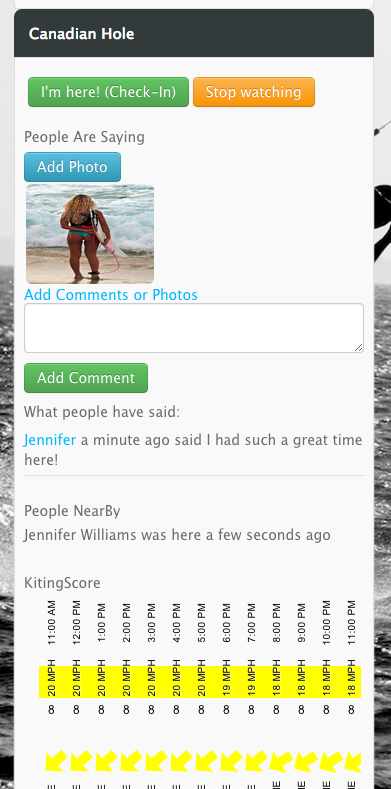 Canadian Hole
I'm here! (Check-In) Stop watching
People Are Saying
Add Photo
Add Comments or Photos
Add Comment
What people have said:
Jennifer a minute ago said I had such a great time
here!
People NearBy
Jennifer Williams was here a few seconds ago
KitingScore
11:00 AM 12:00 PM 1:00 PM 2:00 PM 3:00 PM 4:00 PM 5:00 PM 6:00 PM 7:00 PM 8:00 PM 9:00 PM 10:00 PM 11:00 PM
20 MPH 20 MPH 20 MPH 20 MPH 20 MPH 20 MPH 20 MPH 19 MPH 19 MPH 18 MPH 18 MPH 18 MPH 18 MPH
8 8 8 8 8 8 8 8 8 8 8 8 8